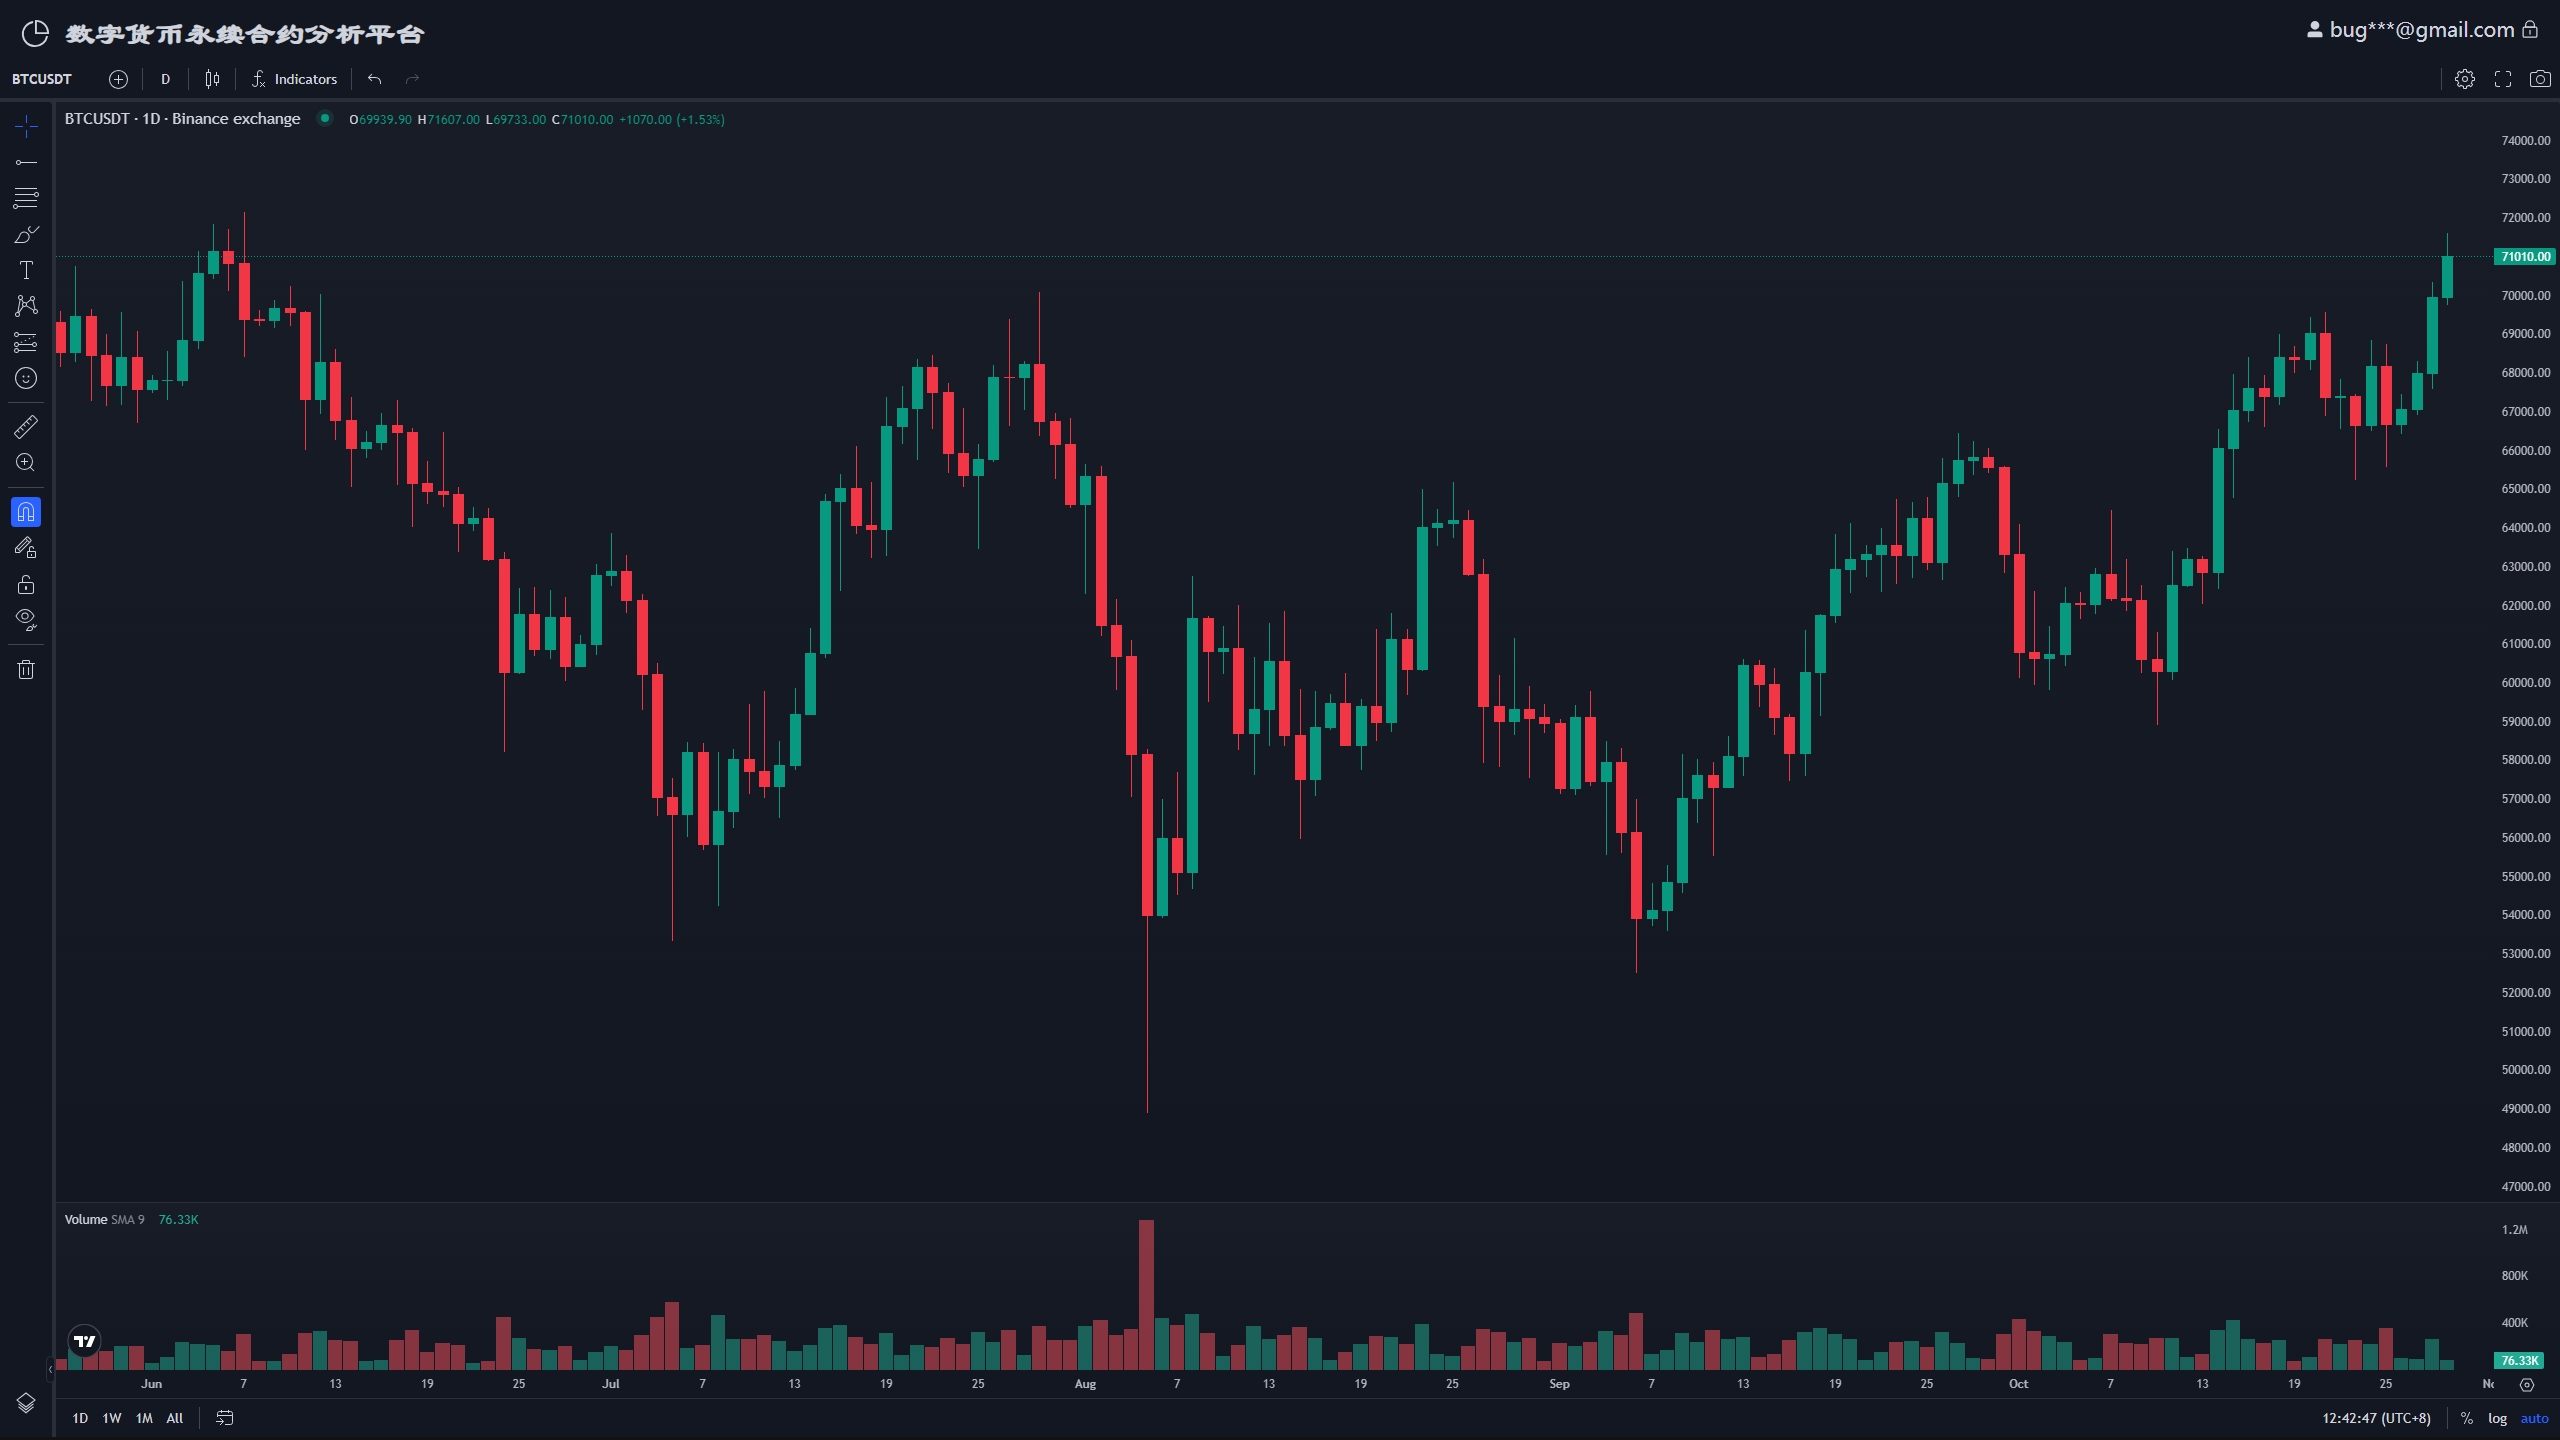 数字货币永续合约分析平台
bug***@gmail.com
BTCUSDT D Indicators
BTCUSDT · 1D · Binance exchange O69939.90 H71607.00 L69733.00 C71010.00 +1070.00 (+1.53%)
74000.00
73000.00
72000.00
71010.00
70000.00
69000.00
68000.00
67000.00
66000.00
65000.00
64000.00
63000.00
62000.00
61000.00
60000.00
59000.00
58000.00
57000.00
56000.00
55000.00
54000.00
53000.00
52000.00
51000.00
50000.00
49000.00
48000.00
47000.00
Volume SMA 9 76.33K
1.2M
800K
400K
76.33K
Jun 7 13 19 25 Jul 7 13 19 25 Aug 7 13 19 25 Sep 7 13 19 25 Oct 7 13 19 25
1D 1W 1M All
12:42:47 (UTC+8) % log auto